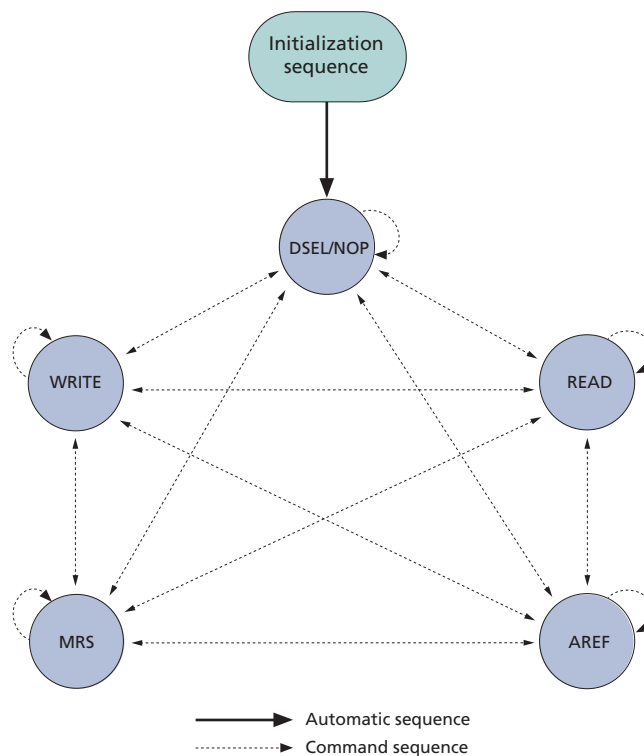 Initialization
sequence
DSEL/NOP
WRITE
READ
MRS
AREF
Automatic sequence
Command sequence